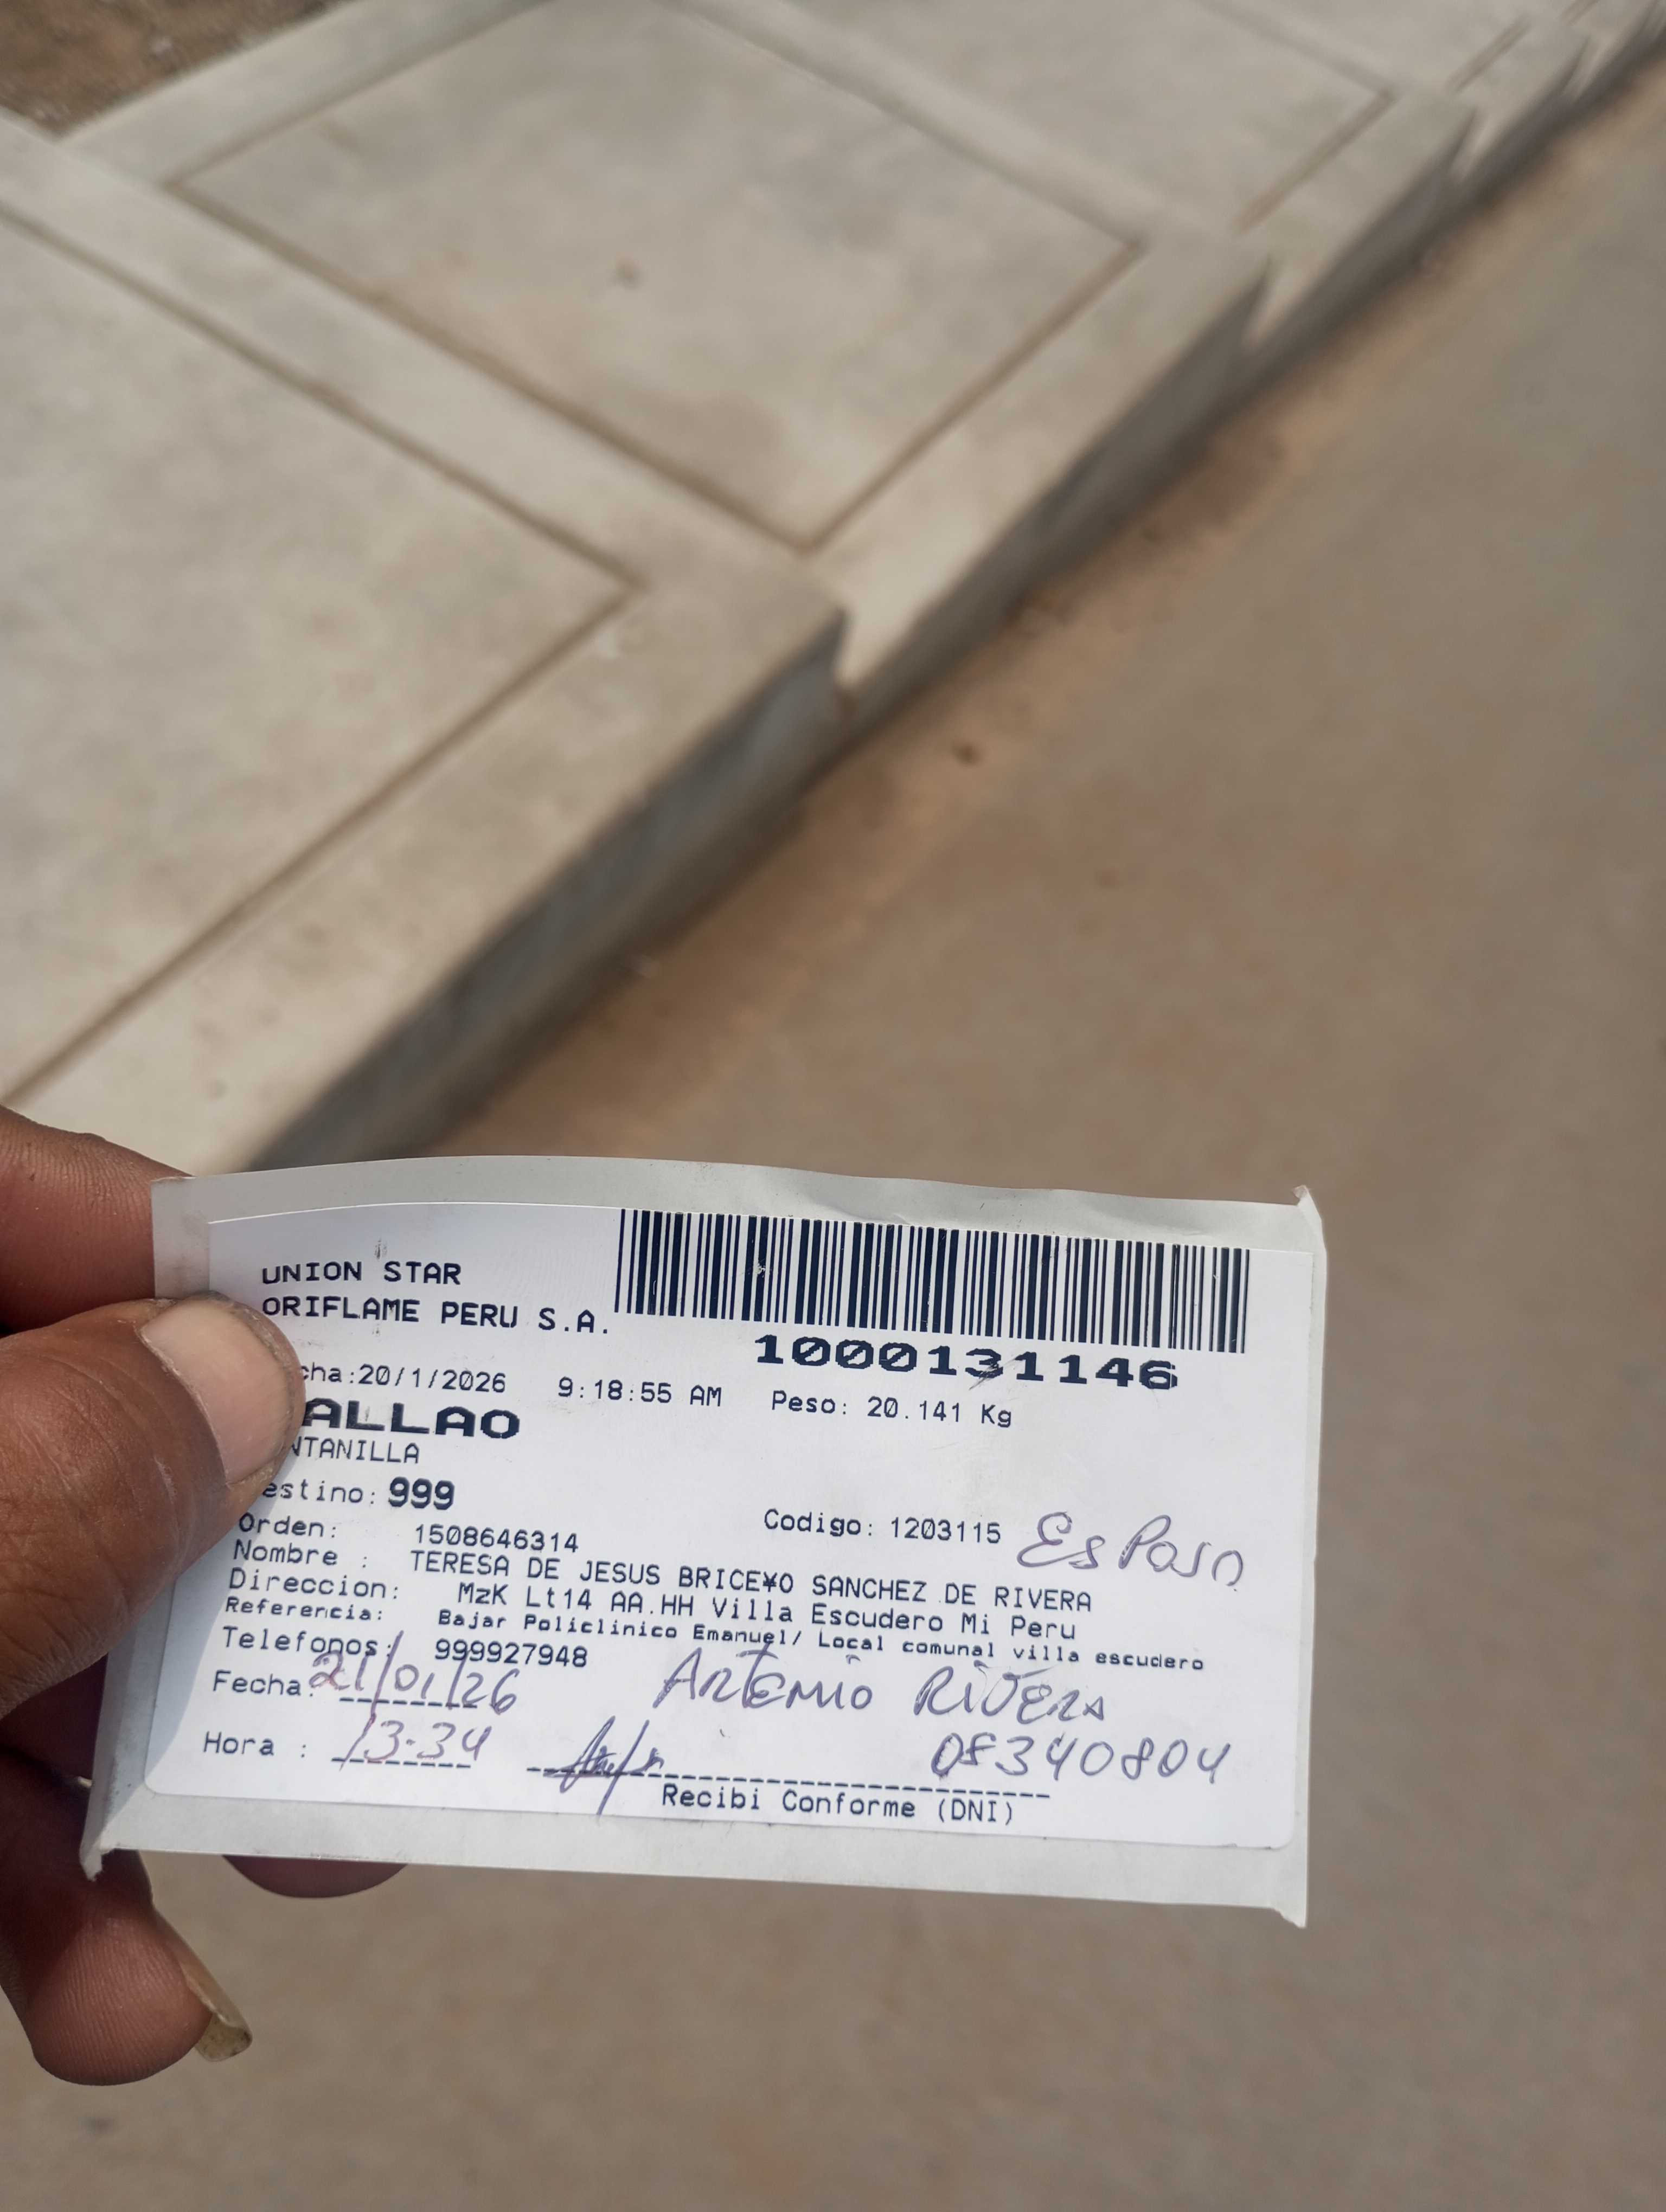 UNION STAR
ORIFLAME PERU S.A.
1000131146
cha:20/1/2026 9:18:55 AM Peso: 20.141 Kg
ALLAO
NTANILLA
estino: 999
Codigo: 1203115 EsPoso
Orden: 1508646314
Nombre : TERESA DE JESUS BRICE¥O SANCHEZ DE RIVERA
Direccion: MzK Lt14 AA.HH Villa Escudero Mi Peru
Referencia: Bajar Policlinico Emanuel/ Local comunal villa escudero
Telefonos: 999927948
Fecha: 21/01/26 ARTEMIO RIVERA
Hora : 13:34 08340804
Recibi Conforme (DNI)